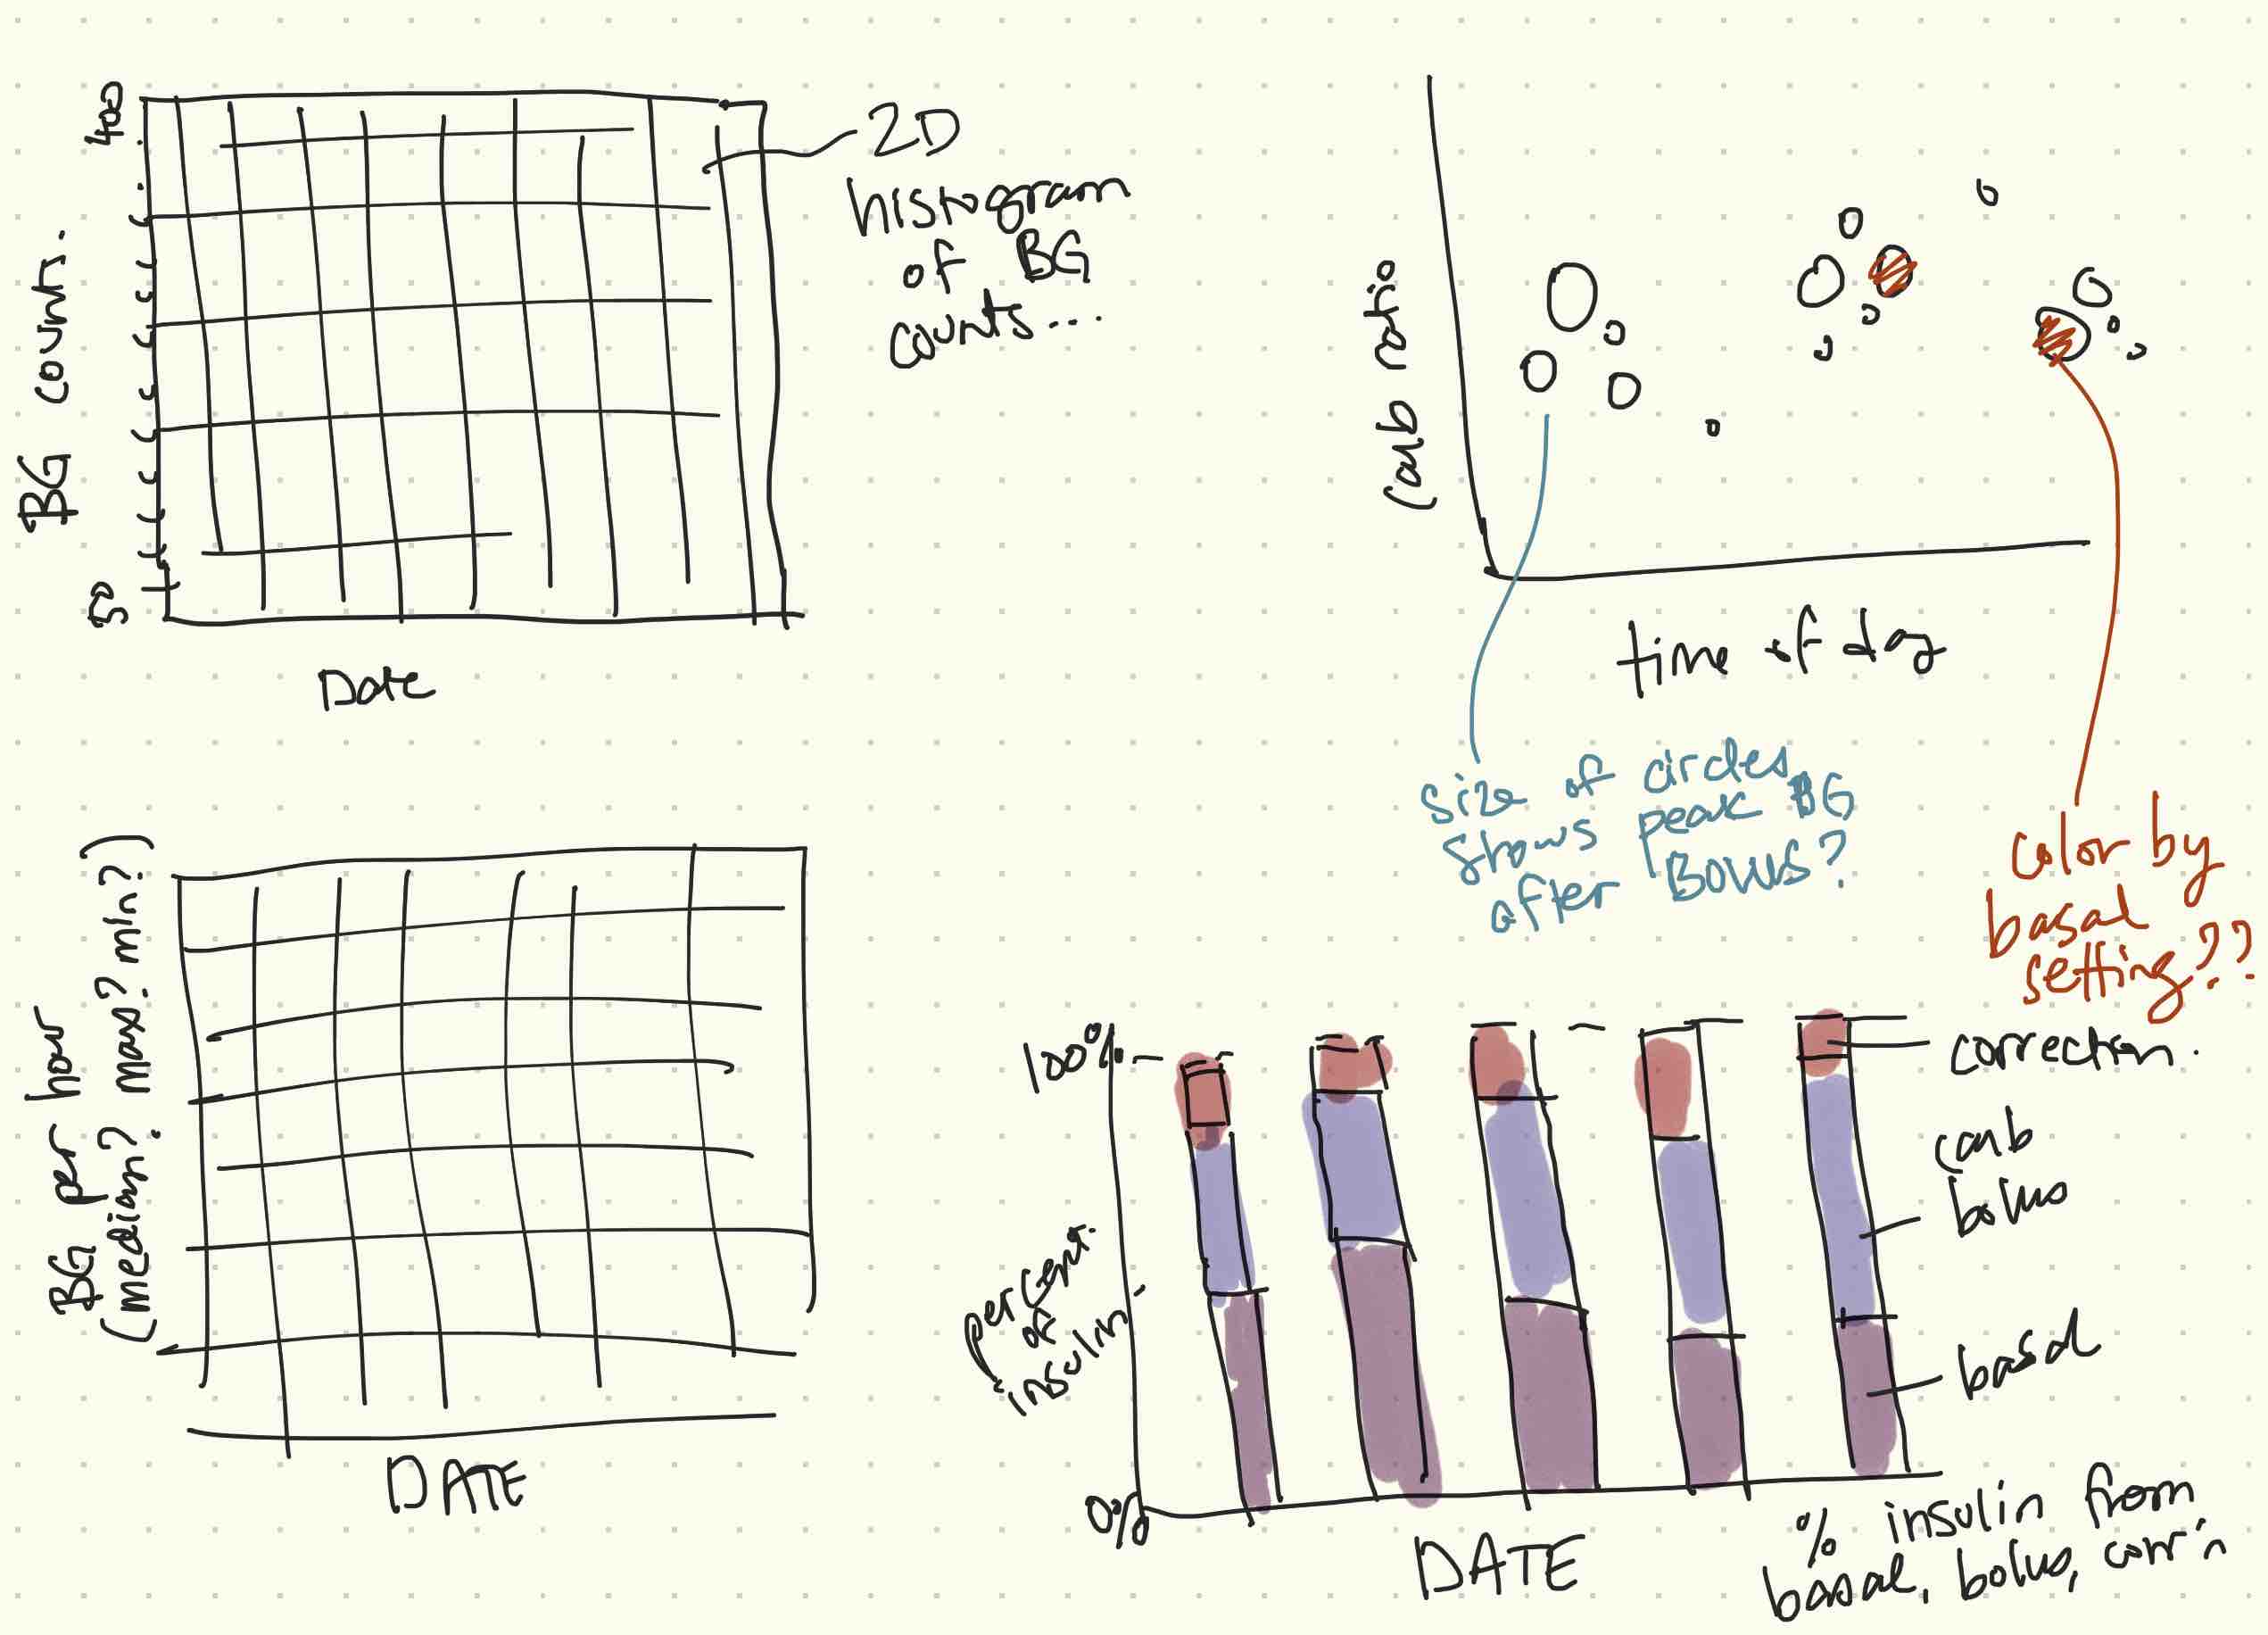 400
BG counts.
50
Date
2D
histogram
of BG
counts...
carb ratio
time of day
size of circles
shows peak BG
after BOLUS?
color by
basal
setting??
BG per hour
(median? max? min?)
DATE
100%
percent
of
insulin
0%
DATE
correction.
carb
bolus
basal
% insulin from
basal, bolus, corr'n